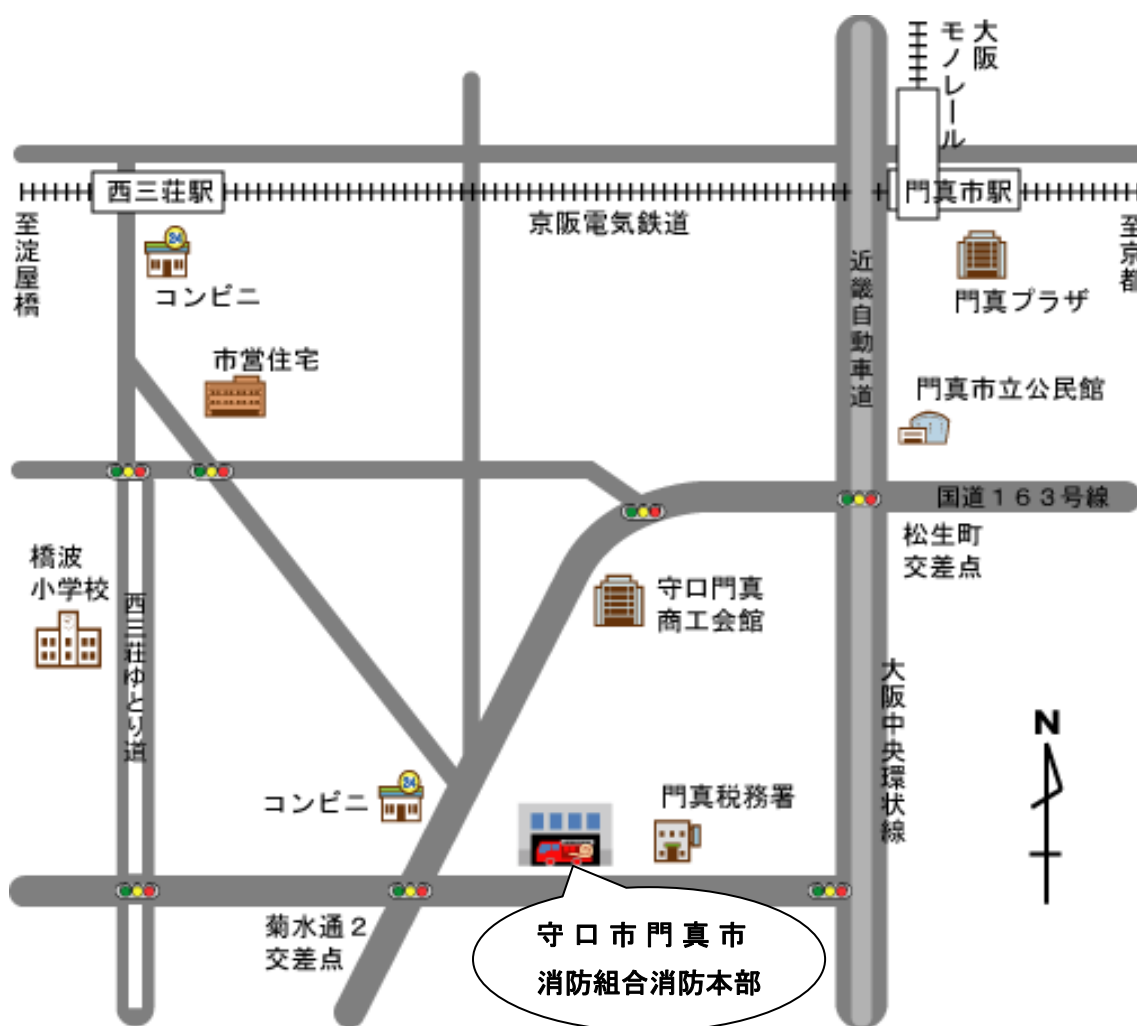 大阪
モノレール
西三荘駅
門真市駅
至淀屋橋
京阪電気鉄道
至京都
24
コンビニ
近畿自動車道
門真プラザ
市営住宅
門真市立公民館
国道163号線
松生町
交差点
橋波
小学校
西三荘ゆとり道
守口門真
商工会館
大阪中央環状線
N
24
コンビニ
門真税務署
菊水通2
交差点
守口市門真市
消防組合消防本部